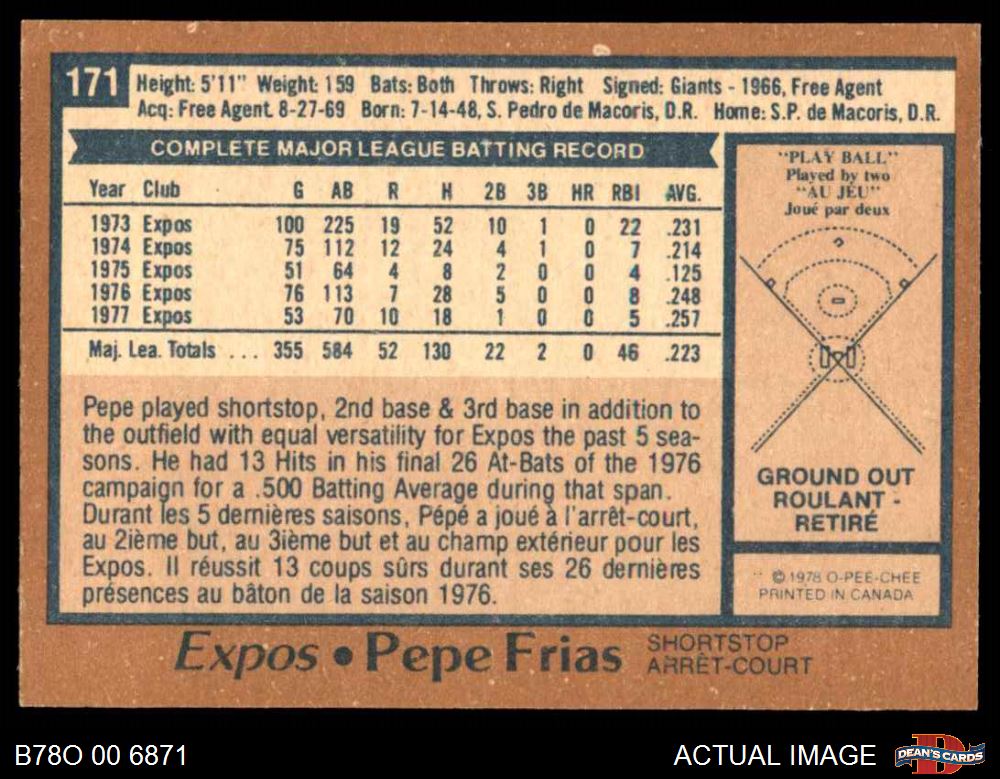 171
Height: 5'11" Weight: 159 Bats: Both Throws: Right Signed: Giants - 1966, Free Agent
Acq: Free Agent 8-27-69 Born: 7-14-48, S. Pedro de Macoris, D.R. Home: S.P. de Macoris, D.R.
COMPLETE MAJOR LEAGUE BATTING RECORD
Year Club G AB R H 2B 3B HR RBI AVG.
1973 Expos 100 225 19 52 10 1 0 22 .231
1974 Expos 75 112 12 24 4 1 0 7 .214
1975 Expos 51 64 4 8 2 0 0 4 .125
1976 Expos 76 113 7 28 5 0 0 8 .248
1977 Expos 53 70 10 18 1 0 0 5 .257
Maj. Lea. Totals ... 355 584 52 130 22 2 0 46 .223
Pepe played shortstop, 2nd base & 3rd base in addition to
the outfield with equal versatility for Expos the past 5 sea-
sons. He had 13 Hits in his final 26 At-Bats of the 1976
campaign for a .500 Batting Average during that span.
Durant les 5 dernières saisons, Pépé a joué à l'arrêt-court,
au 2ième but, au 3ième but et au champ extérieur pour les
Expos. Il réussit 13 coups sûrs durant ses 26 dernières
présences au bâton de la saison 1976.
"PLAY BALL"
Played by two
"AU JEU"
Joué par deux
GROUND OUT
ROULANT -
RETIRÉ
© 1978 O-PEE-CHEE
PRINTED IN CANADA
Expos • Pepe Frias SHORTSTOP
ARRÊT-COURT
B78O 00 6871
ACTUAL IMAGE
DEAN'S CARDS